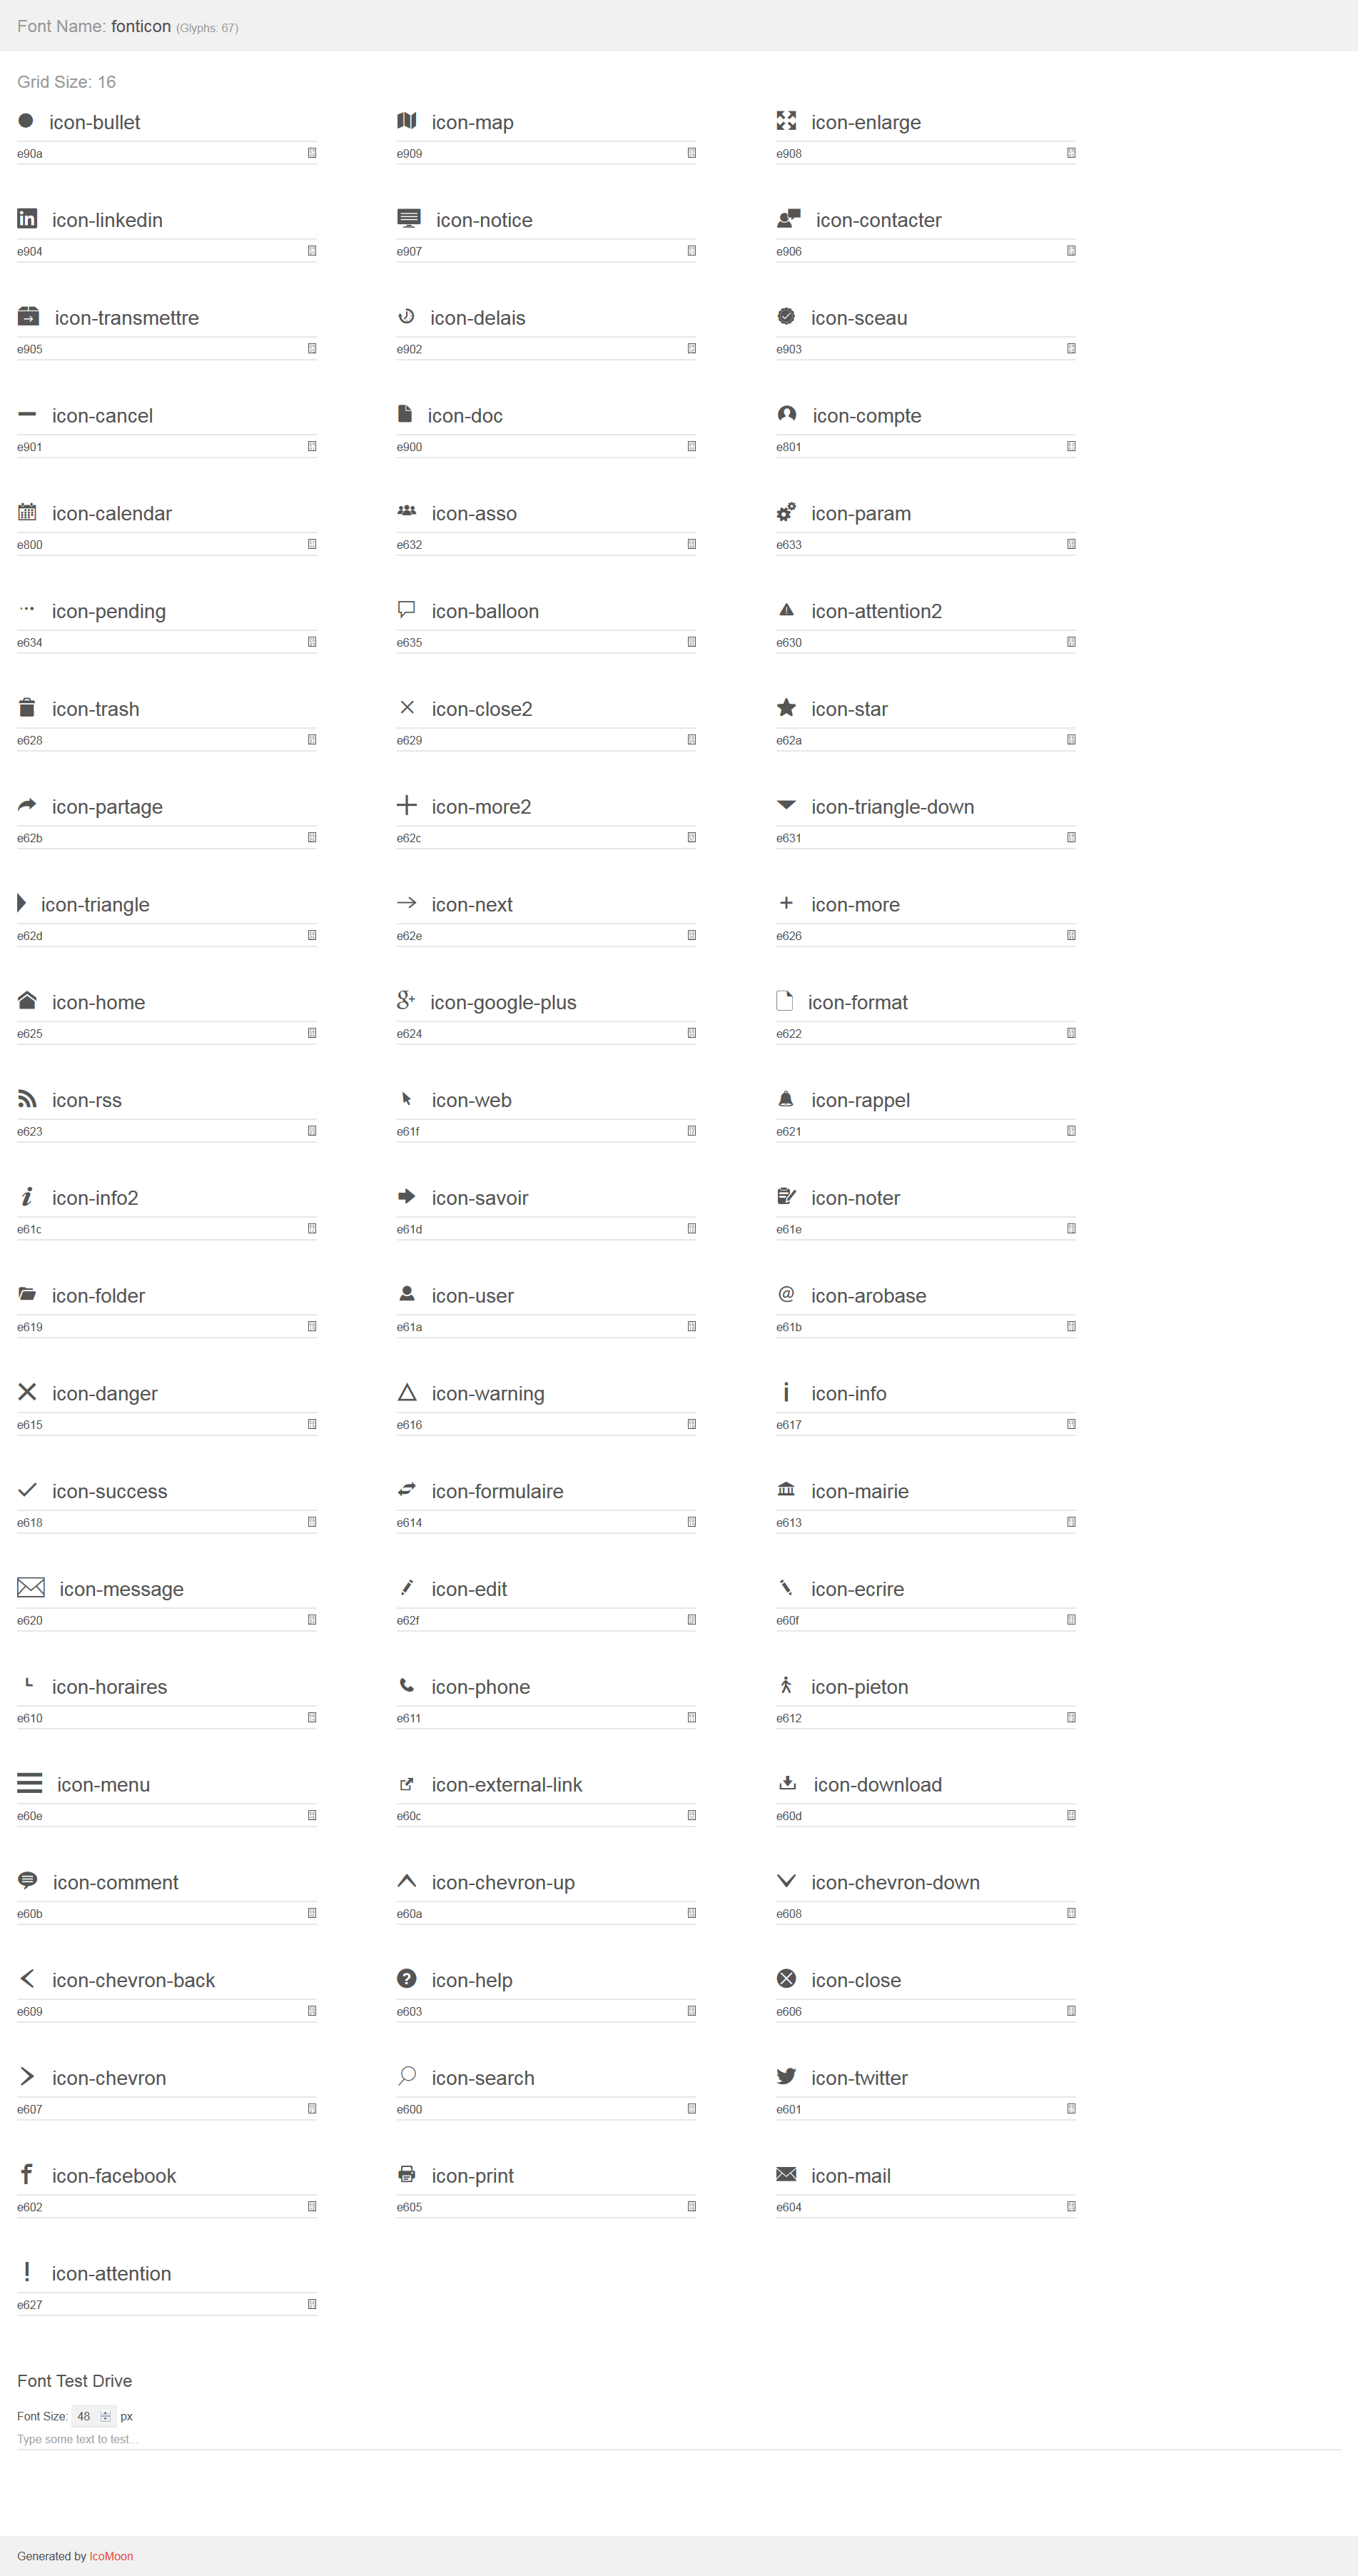 Font Name: fonticon (Glyphs: 67)
Grid Size: 16
icon-bullet
e90a
icon-map
e909
icon-enlarge
e908
icon-linkedin
e904
icon-notice
e907
icon-contacter
e906
icon-transmettre
e905
icon-delais
e902
icon-sceau
e903
icon-cancel
e901
icon-doc
e900
icon-compte
e801
icon-calendar
e800
icon-asso
e632
icon-param
e633
icon-pending
e634
icon-balloon
e635
icon-attention2
e630
icon-trash
e628
icon-close2
e629
icon-star
e62a
icon-partage
e62b
icon-more2
e62c
icon-triangle-down
e631
icon-triangle
e62d
icon-next
e62e
icon-more
e626
icon-home
e625
icon-google-plus
e624
icon-format
e622
icon-rss
e623
icon-web
e61f
icon-rappel
e621
icon-info2
e61c
icon-savoir
e61d
icon-noter
e61e
icon-folder
e619
icon-user
e61a
icon-arobase
e61b
icon-danger
e615
icon-warning
e616
icon-info
e617
icon-success
e618
icon-formulaire
e614
icon-mairie
e613
icon-message
e620
icon-edit
e62f
icon-ecrire
e60f
icon-horaires
e610
icon-phone
e611
icon-pieton
e612
icon-menu
e60e
icon-external-link
e60c
icon-download
e60d
icon-comment
e60b
icon-chevron-up
e60a
icon-chevron-down
e608
icon-chevron-back
e609
icon-help
e603
icon-close
e606
icon-chevron
e607
icon-search
e600
icon-twitter
e601
icon-facebook
e602
icon-print
e605
icon-mail
e604
icon-attention
e627
Font Test Drive
Font Size: 48 px
Type some text to test...
Generated by IcoMoon